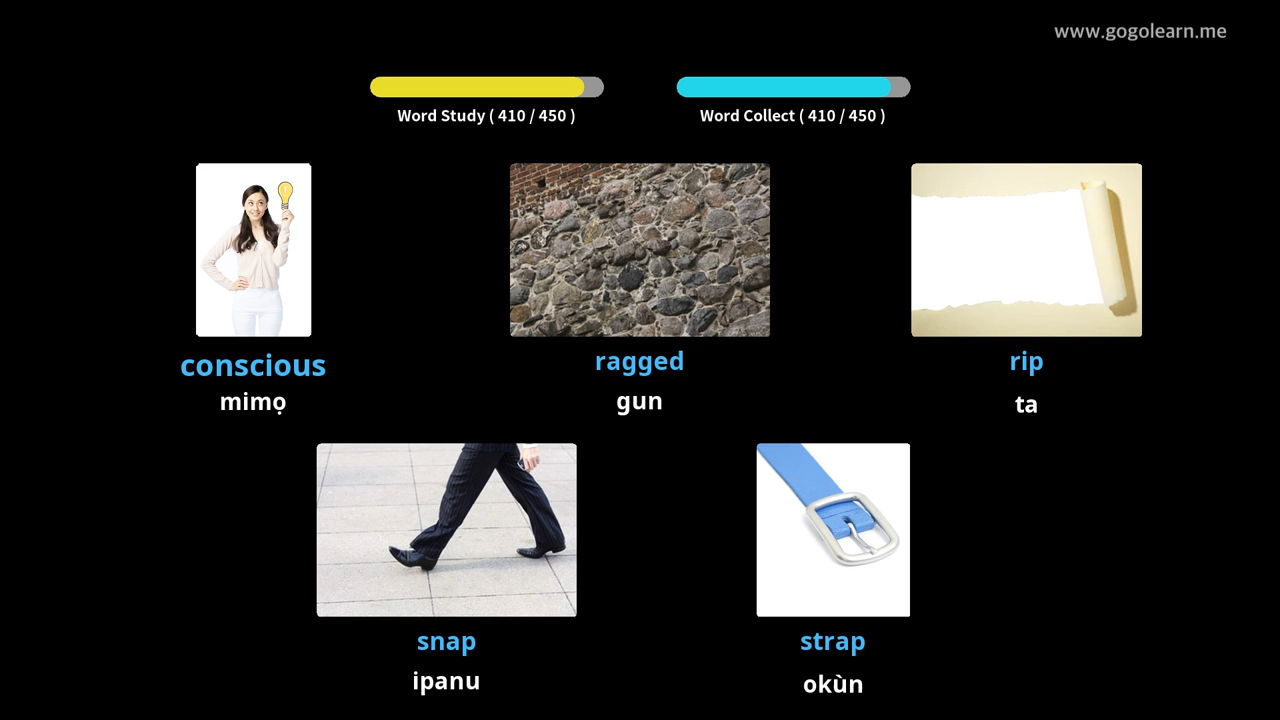 www.gogolearn.me
Word Study ( 410 / 450 )
Word Collect ( 410 / 450 )
conscious
mimọ
ragged
gun
rip
ta
snap
ipanu
strap
okùn